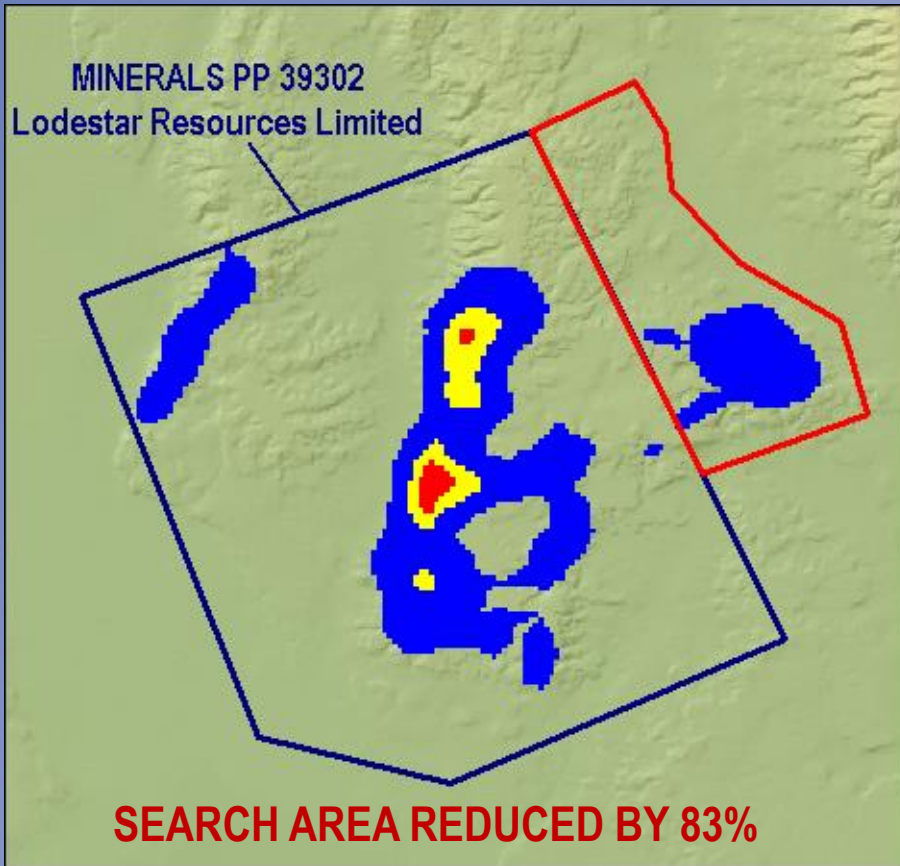 MINERALS PP 39302
Lodestar Resources Limited
SEARCH AREA REDUCED BY 83%